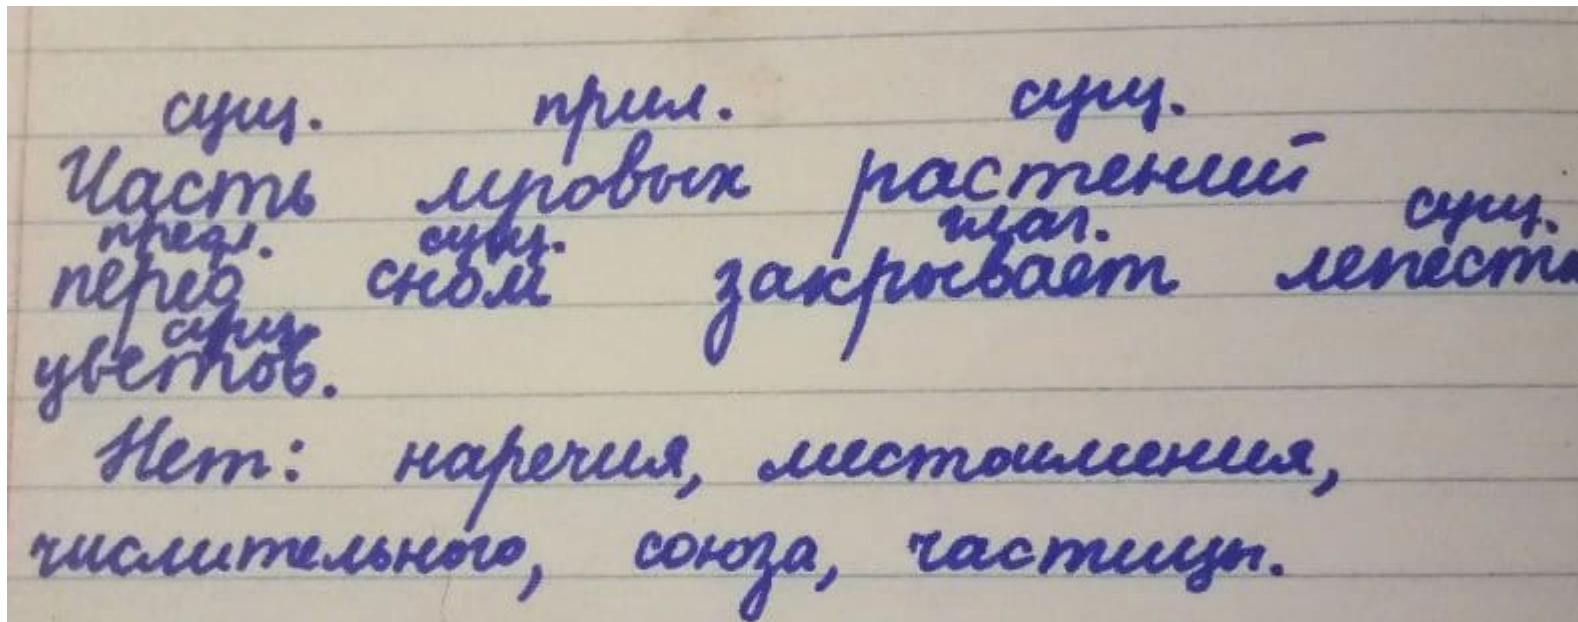 сущ. прил. сущ.
Часть луговых растений
предл. сущ. глаг. сущ.
перед сном закрывает лепестк
сущ.
цветов.
Нет: наречия, местоимения,
числительного, союза, частицы.